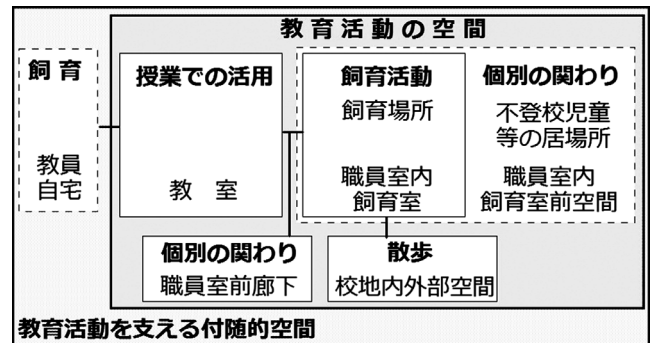 教育活動の空間
飼育
教員
自宅
授業での活用
教 室
飼育活動
飼育場所
職員室内
飼育室
個別の関わり
不登校児童
等の居場所
職員室内
飼育室前空間
個別の関わり
職員室前廊下
散歩
校地内外部空間
教育活動を支える付随的空間